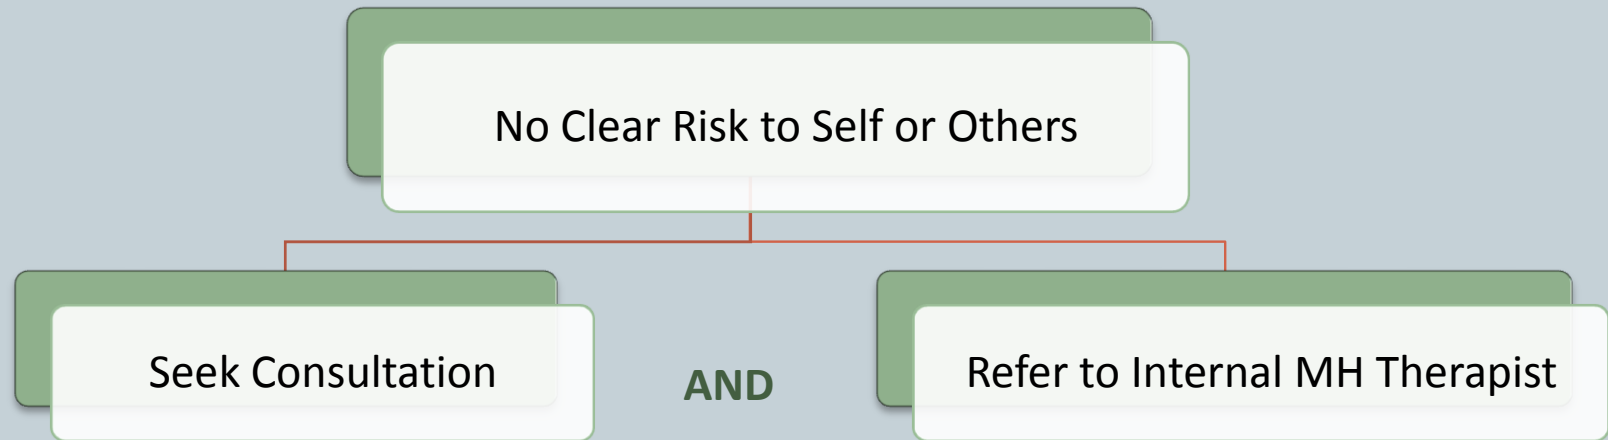 No Clear Risk to Self or Others
Seek Consultation
AND
Refer to Internal MH Therapist